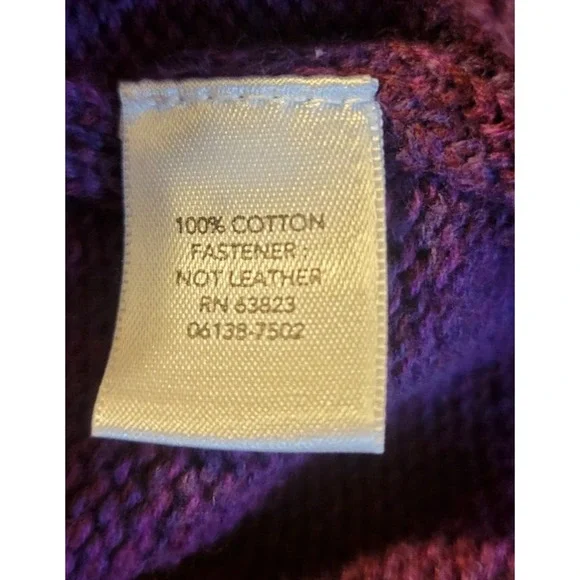 100% COTTON
FASTENER :
NOT LEATHER
RN 63823
06138-7502